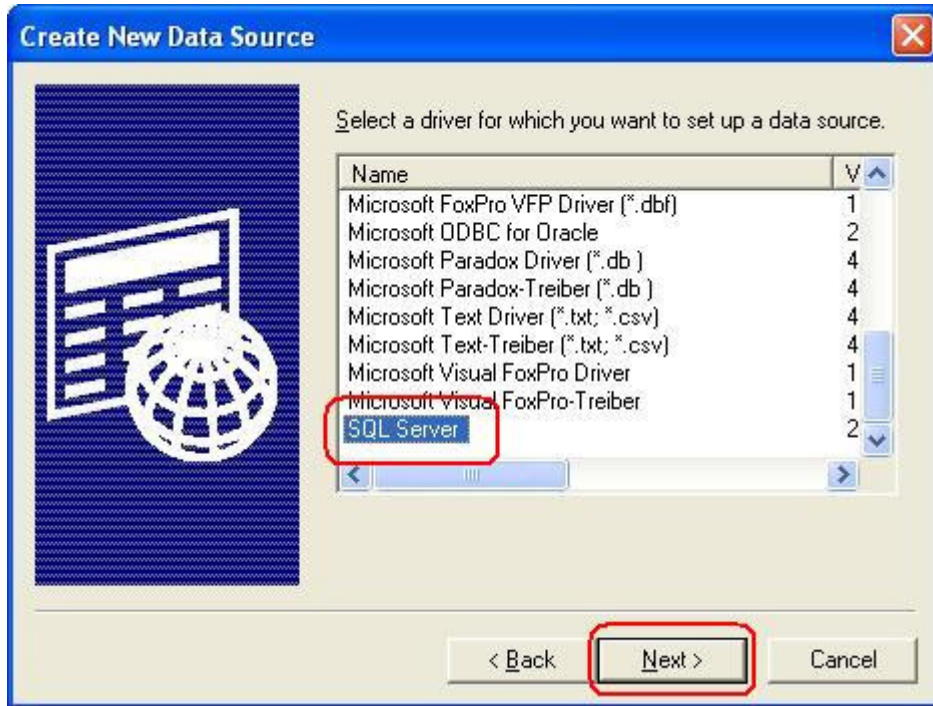 Create New Data Source
Select a driver for which you want to set up a data source.
Name V
Microsoft FoxPro VFP Driver (*.dbf) 1
Microsoft ODBC for Oracle 2
Microsoft Paradox Driver (*.db ) 4
Microsoft Paradox-Treiber (*.db ) 4
Microsoft Text Driver (*.txt; *.csv) 4
Microsoft Text-Treiber (*.txt; *.csv) 4
Microsoft Visual FoxPro Driver 1
Microsoft Visual FoxPro-Treiber 1
SQL Server 2
< Back Next > Cancel